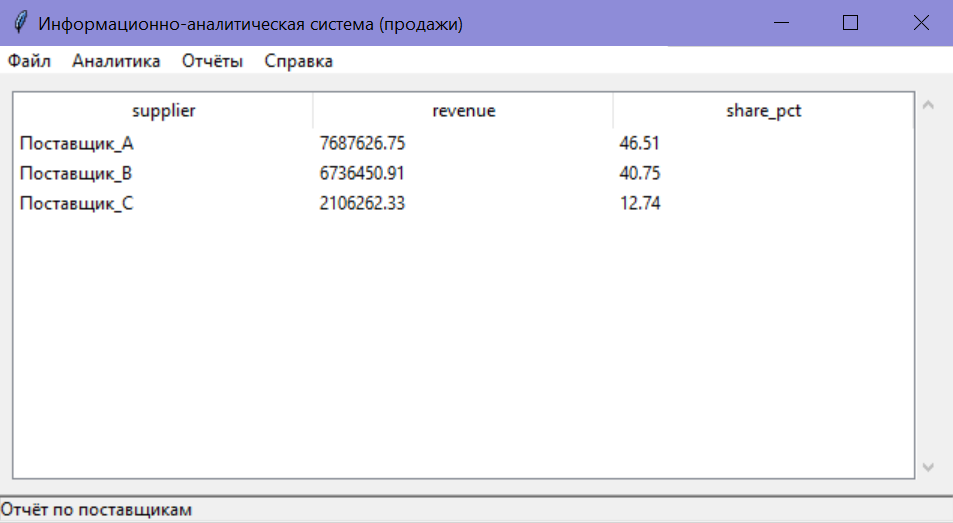 Информационно-аналитическая система (продажи)
Файл Аналитика Отчёты Справка
supplier revenue share_pct
Поставщик_A 7687626.75 46.51
Поставщик_B 6736450.91 40.75
Поставщик_C 2106262.33 12.74
Отчёт по поставщикам